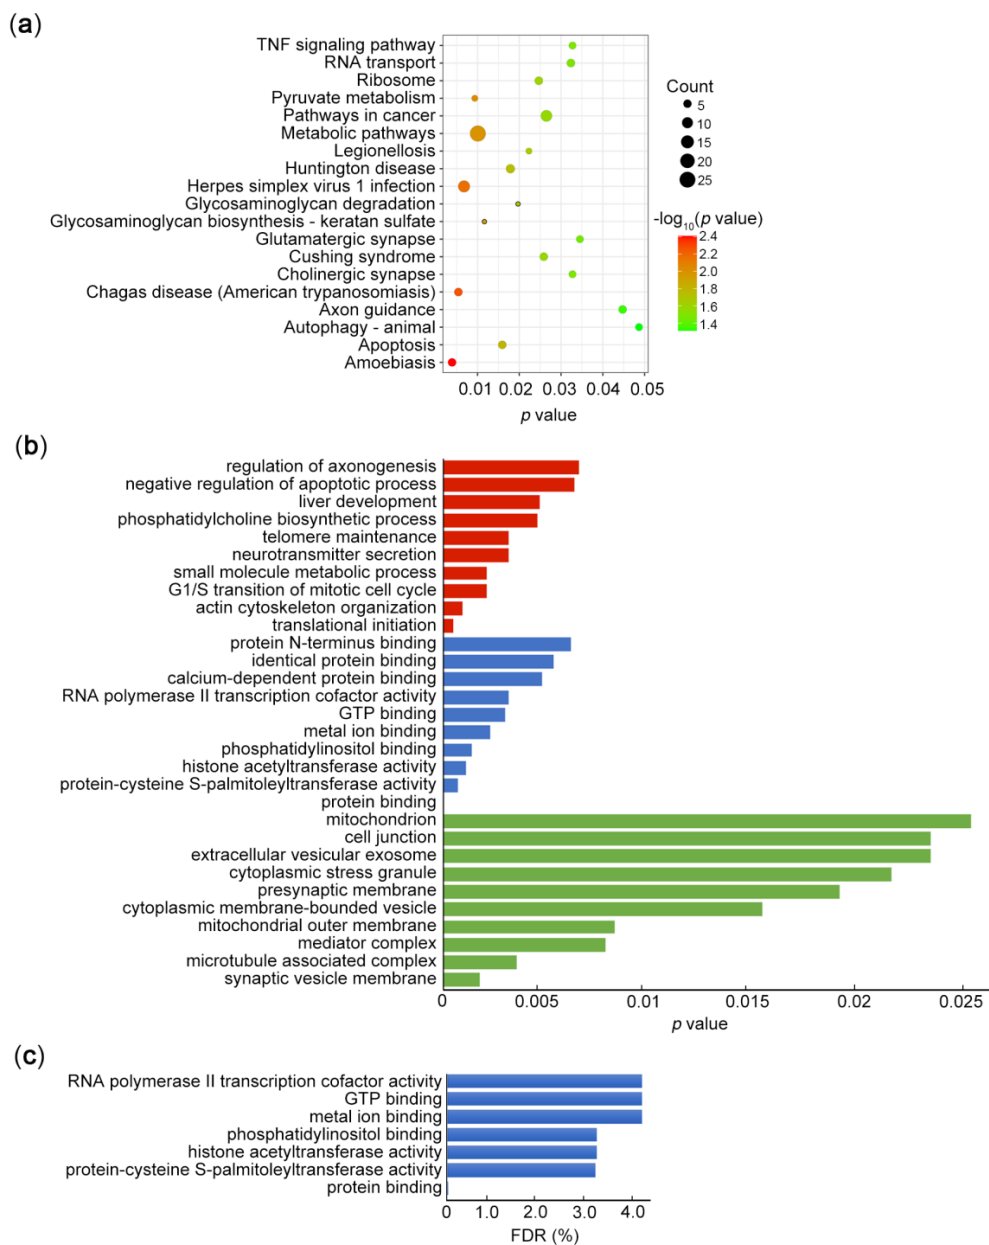 (a)
TNF signaling pathway
RNA transport
Ribosome
Pyruvate metabolism
Pathways in cancer
Metabolic pathways
Legionellosis
Huntington disease
Herpes simplex virus 1 infection
Glycosaminoglycan degradation
Glycosaminoglycan biosynthesis - keratan sulfate
Glutamatergic synapse
Cushing syndrome
Cholinergic synapse
Chagas disease (American trypanosomiasis)
Axon guidance
Autophagy - animal
Apoptosis
Amoebiasis
0.01 0.02 0.03 0.04 0.05
p value
Count
5
10
15
20
25
-log10(p value)
2.4
2.2
2.0
1.8
1.6
1.4
(b)
regulation of axonogenesis
negative regulation of apoptotic process
liver development
phosphatidylcholine biosynthetic process
telomere maintenance
neurotransmitter secretion
small molecule metabolic process
G1/S transition of mitotic cell cycle
actin cytoskeleton organization
translational initiation
protein N-terminus binding
identical protein binding
calcium-dependent protein binding
RNA polymerase II transcription cofactor activity
GTP binding
metal ion binding
phosphatidylinositol binding
histone acetyltransferase activity
protein-cysteine S-palmitoleyltransferase activity
protein binding
mitochondrion
cell junction
extracellular vesicular exosome
cytoplasmic stress granule
presynaptic membrane
cytoplasmic membrane-bounded vesicle
mitochondrial outer membrane
mediator complex
microtubule associated complex
synaptic vesicle membrane
0 0.005 0.01 0.015 0.02 0.025
p value
(c)
RNA polymerase II transcription cofactor activity
GTP binding
metal ion binding
phosphatidylinositol binding
histone acetyltransferase activity
protein-cysteine S-palmitoleyltransferase activity
protein binding
0 1.0 2.0 3.0 4.0
FDR (%)